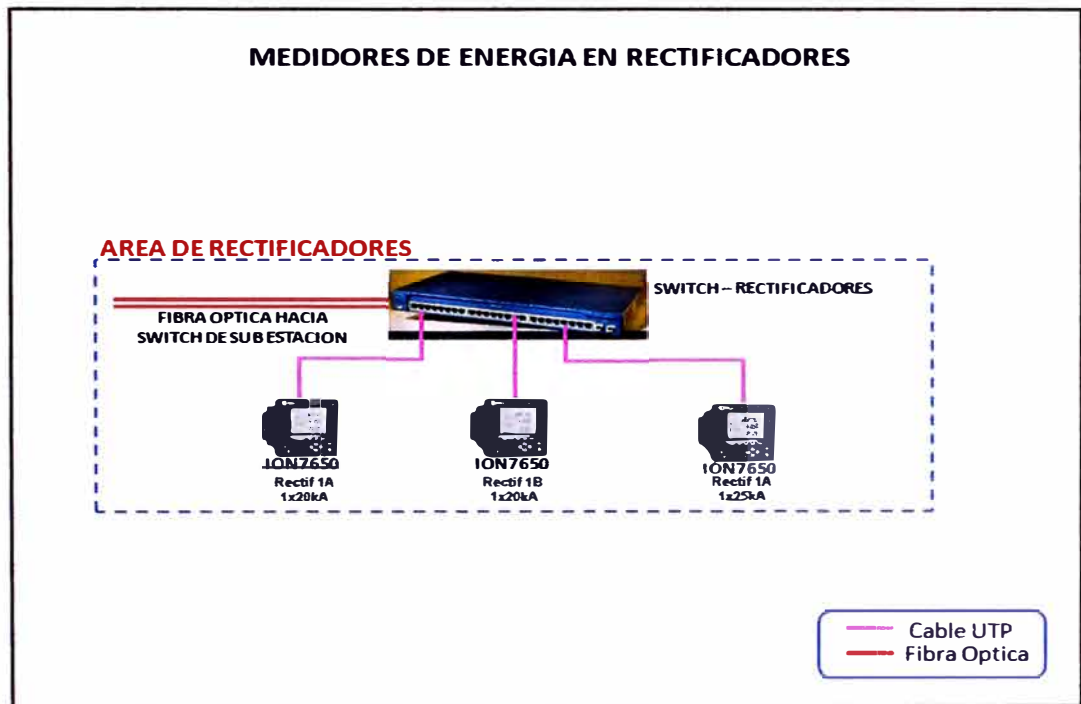 MEDIDORES DE ENERGIA EN RECTIFICADORES
AREA DE RECTIFICADORES
SWITCH – RECTIFICADORES
FIBRA OPTICA HACIA
SWITCH DE SUB ESTACION
ION7650
Rectif 1A
1x20kA
ION7650
Rectif 1B
1x20kA
ION7650
Rectif 1A
1x25kA
Cable UTP
Fibra Optica